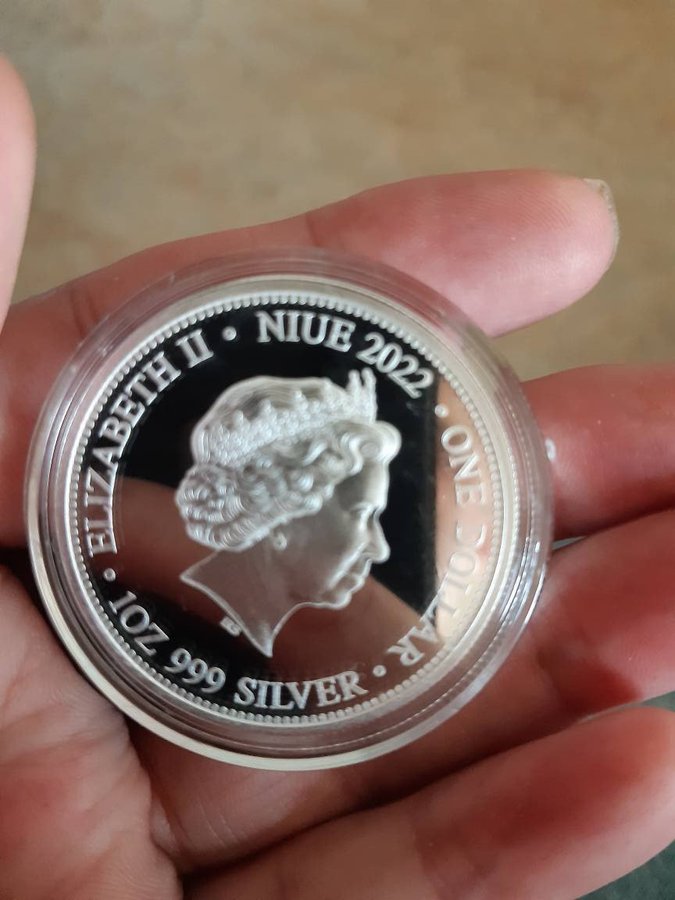 ELIZABETH II • NIUE 2022 • ONE DOLLAR •
1OZ 999 SILVER •